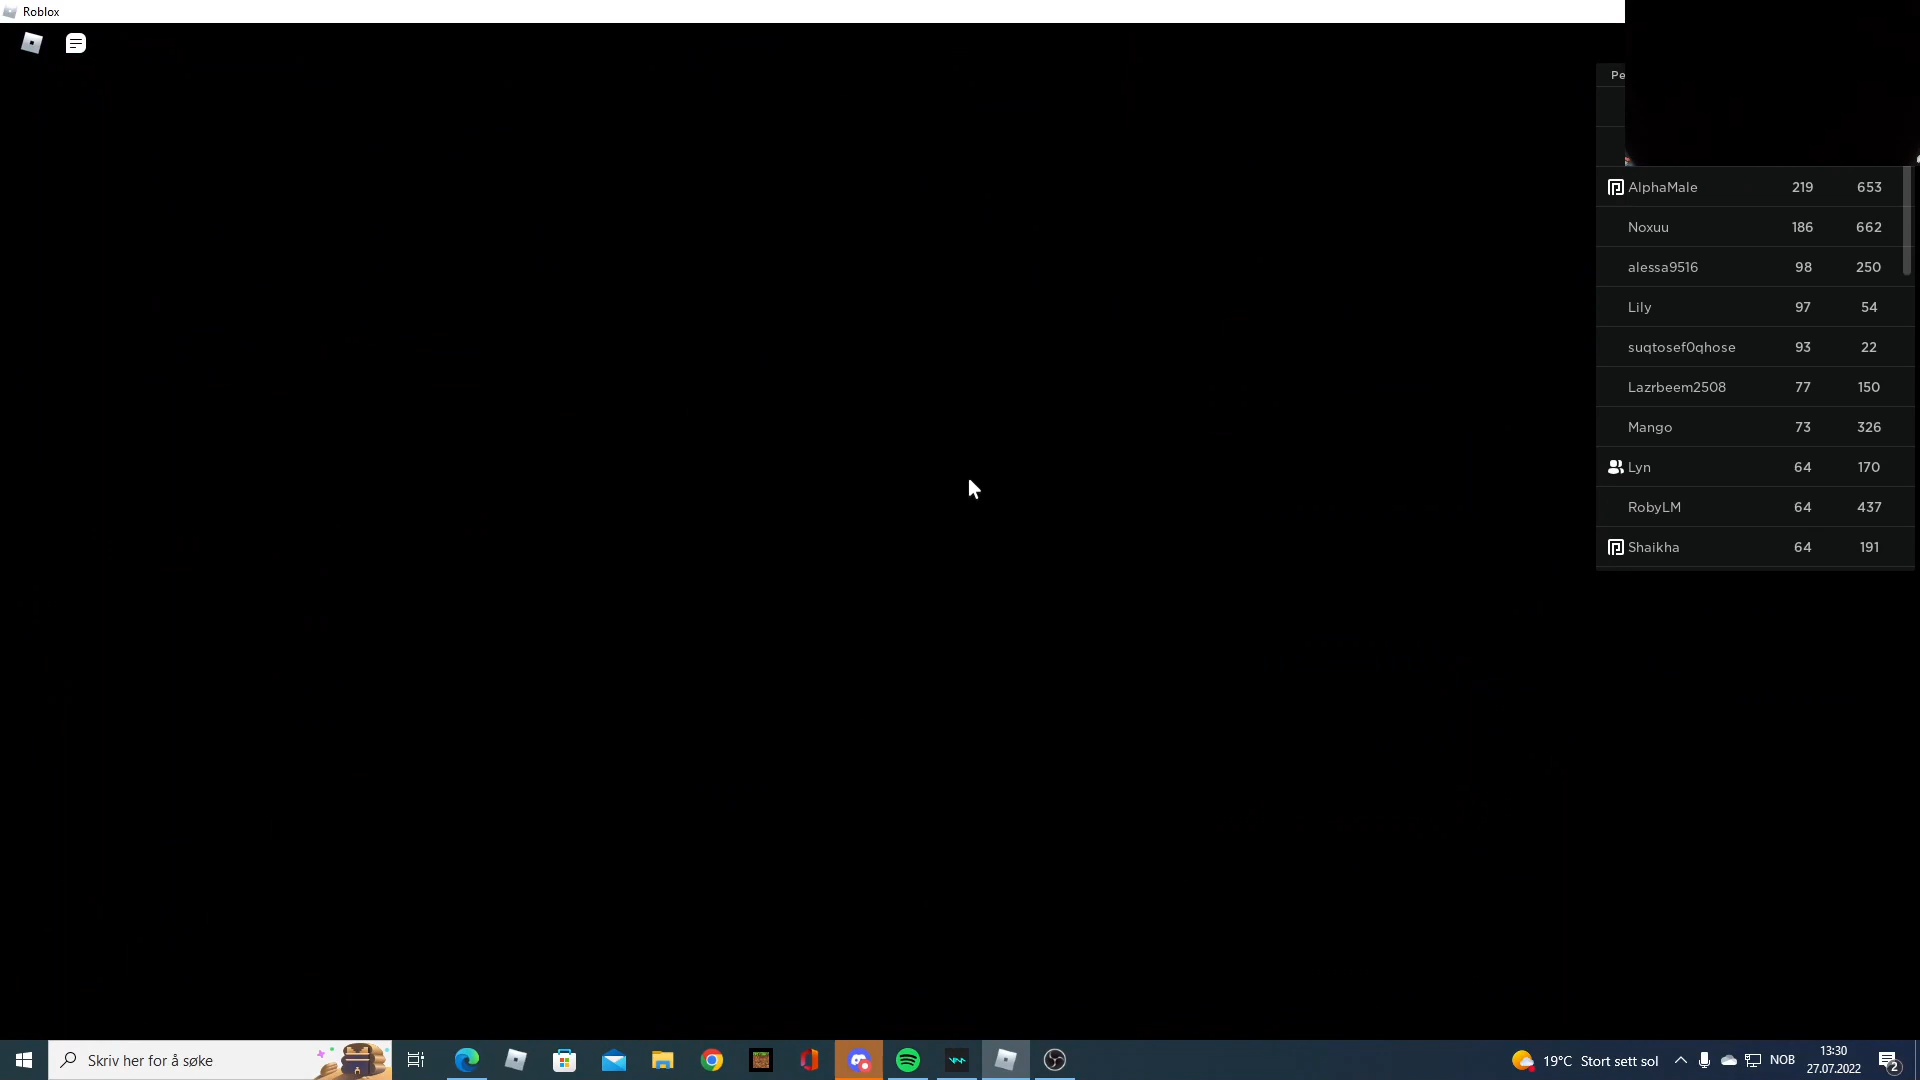 Roblox
Pe
AlphaMale 219 653
Noxuu 186 662
alessa9516 98 250
Lily 97 54
suqtosef0qhose 93 22
Lazrbeem2508 77 150
Mango 73 326
Lyn 64 170
RobyLM 64 437
Shaikha 64 191
Skriv her for å søke
19°C Stort sett sol
NOB
13:30
27.07.2022
2